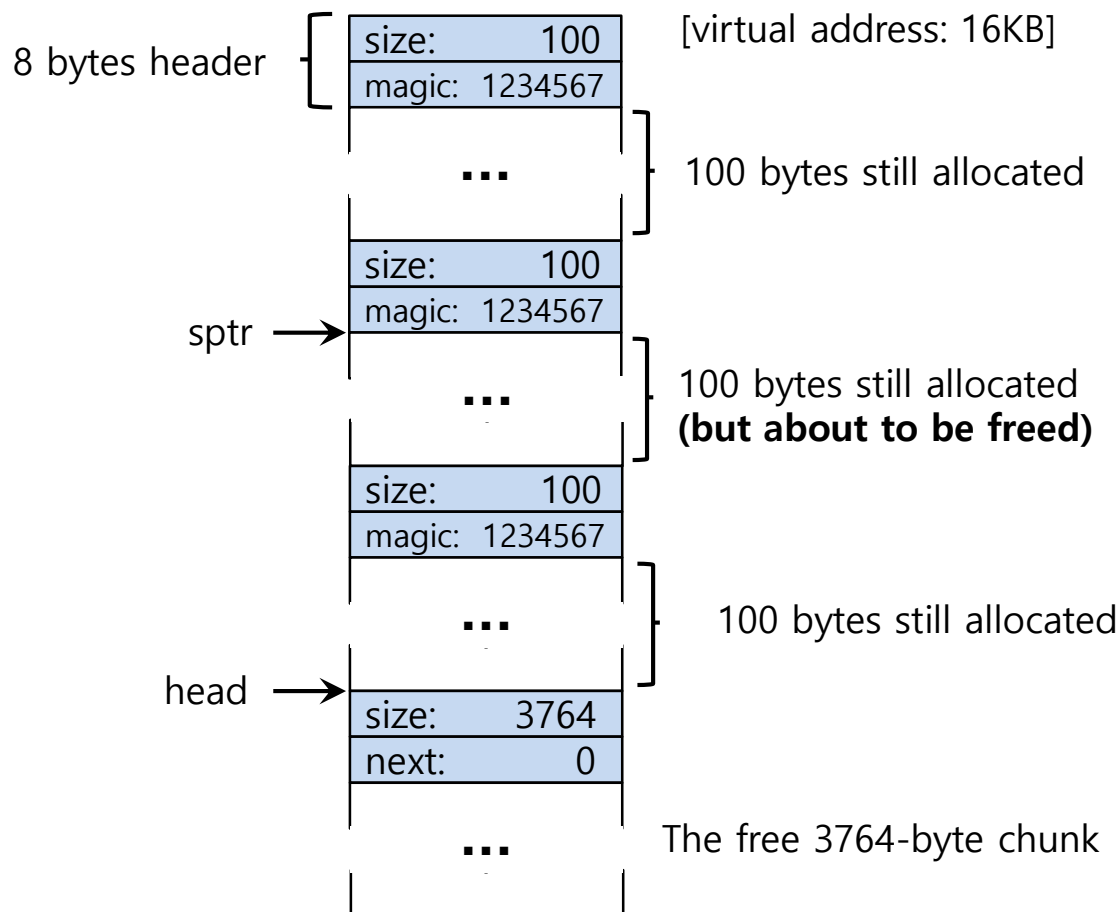 [virtual address: 16KB]
8 bytes header
size: 100
magic: 1234567
...
100 bytes still allocated
size: 100
magic: 1234567
sptr
...
100 bytes still allocated
(but about to be freed)
size: 100
magic: 1234567
...
100 bytes still allocated
head
size: 3764
next: 0
...
The free 3764-byte chunk